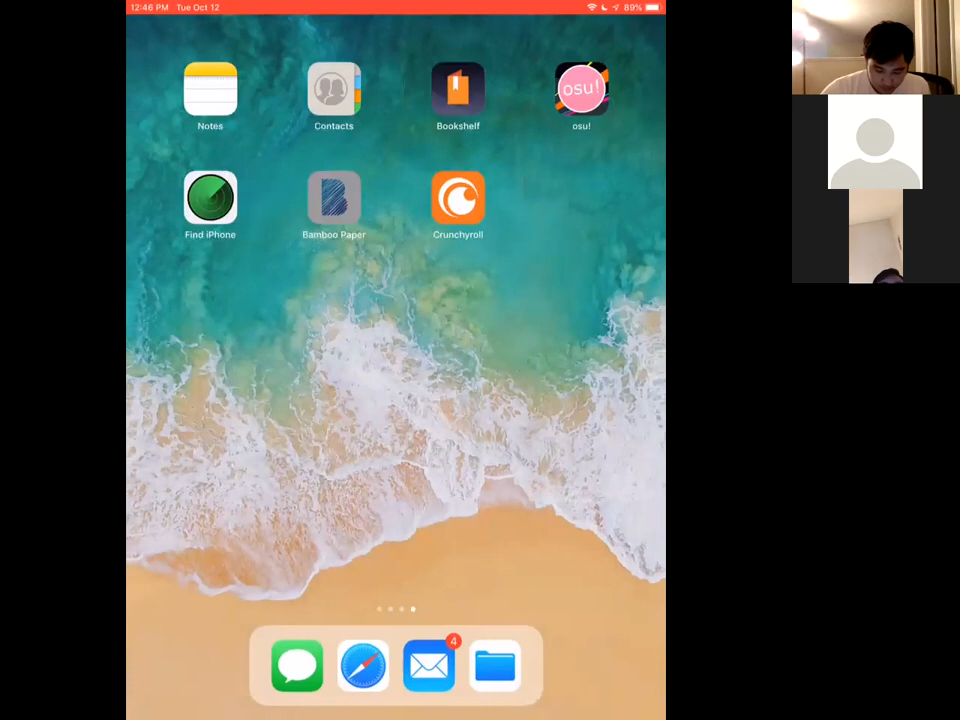 12:46 PM Tue Oct 12 89%
Notes Contacts Bookshelf osu!
osu!
Find iPhone Bamboo Paper Crunchyroll
B
4